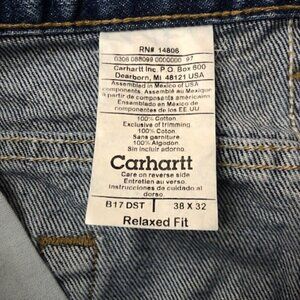 RN# 14806
0306 088099 0000000 97
Carhartt Inc. P.O. Box 600
Dearborn, MI 48121 USA
Assembled in Mexico of USA
components. Assemblé au Mexique
à partir de composants américains
Ensamblado en México de
componentes de los EE UU
100% Cotton
Exclusive of trimming.
100% Coton
Sans garniture.
100% Algodon
Sin incluir adorno.
Carhartt
Care on reverse side
Entretien au verso.
Instrucciones de cuidado al
dorso.
B17 DST
38 X 32
Relaxed Fit